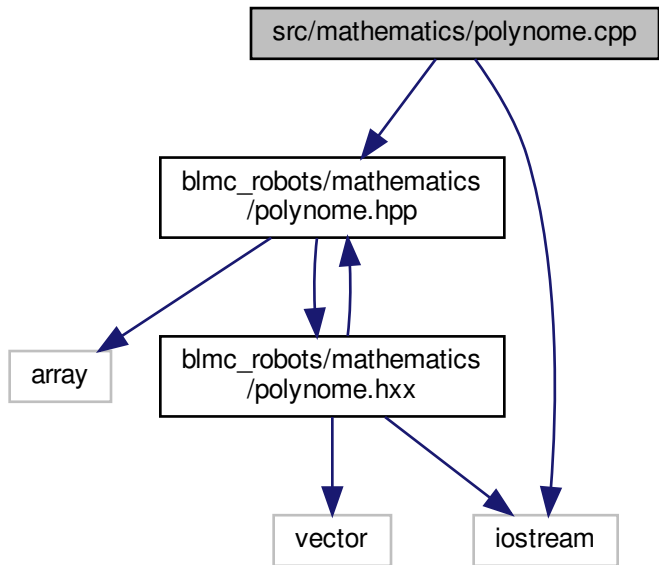 src/mathematics/polynome.cpp
blmc_robots/mathematics
/polynome.hpp
array
blmc_robots/mathematics
/polynome.hxx
vector
iostream